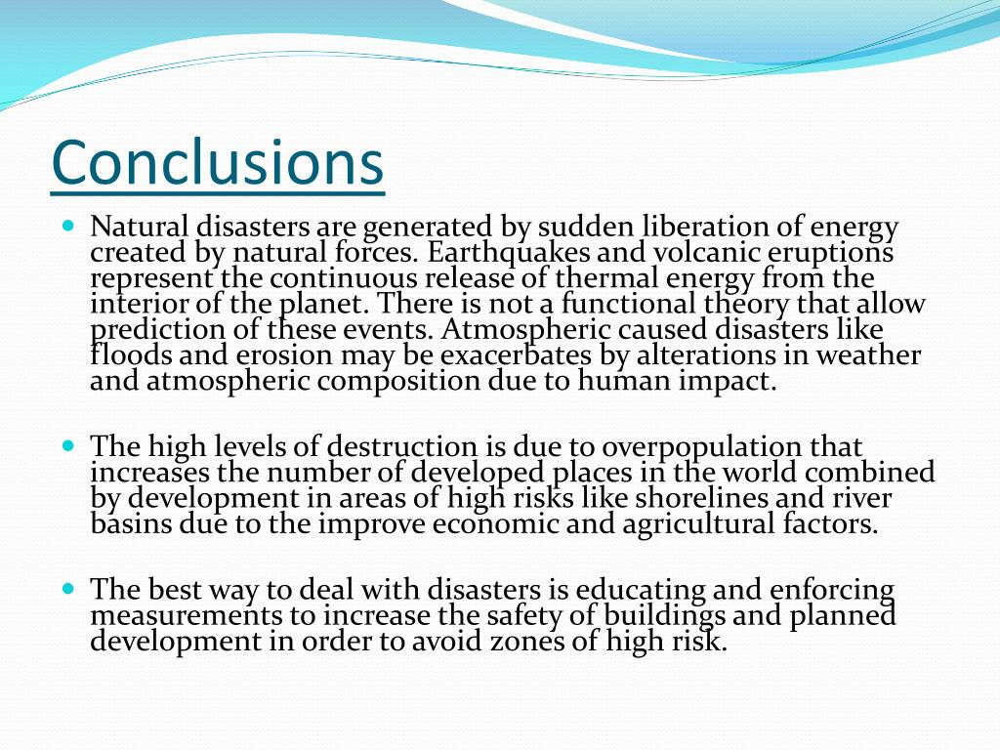 Conclusions
Natural disasters are generated by sudden liberation of energy
created by natural forces. Earthquakes and volcanic eruptions
represent the continuous release of thermal energy from the
interior of the planet. There is not a functional theory that allow
prediction of these events. Atmospheric caused disasters like
floods and erosion may be exacerbates by alterations in weather
and atmospheric composition due to human impact.
The high levels of destruction is due to overpopulation that
increases the number of developed places in the world combined
by development in areas of high risks like shorelines and river
basins due to the improve economic and agricultural factors.
The best way to deal with disasters is educating and enforcing
measurements to increase the safety of buildings and planned
development in order to avoid zones of high risk.